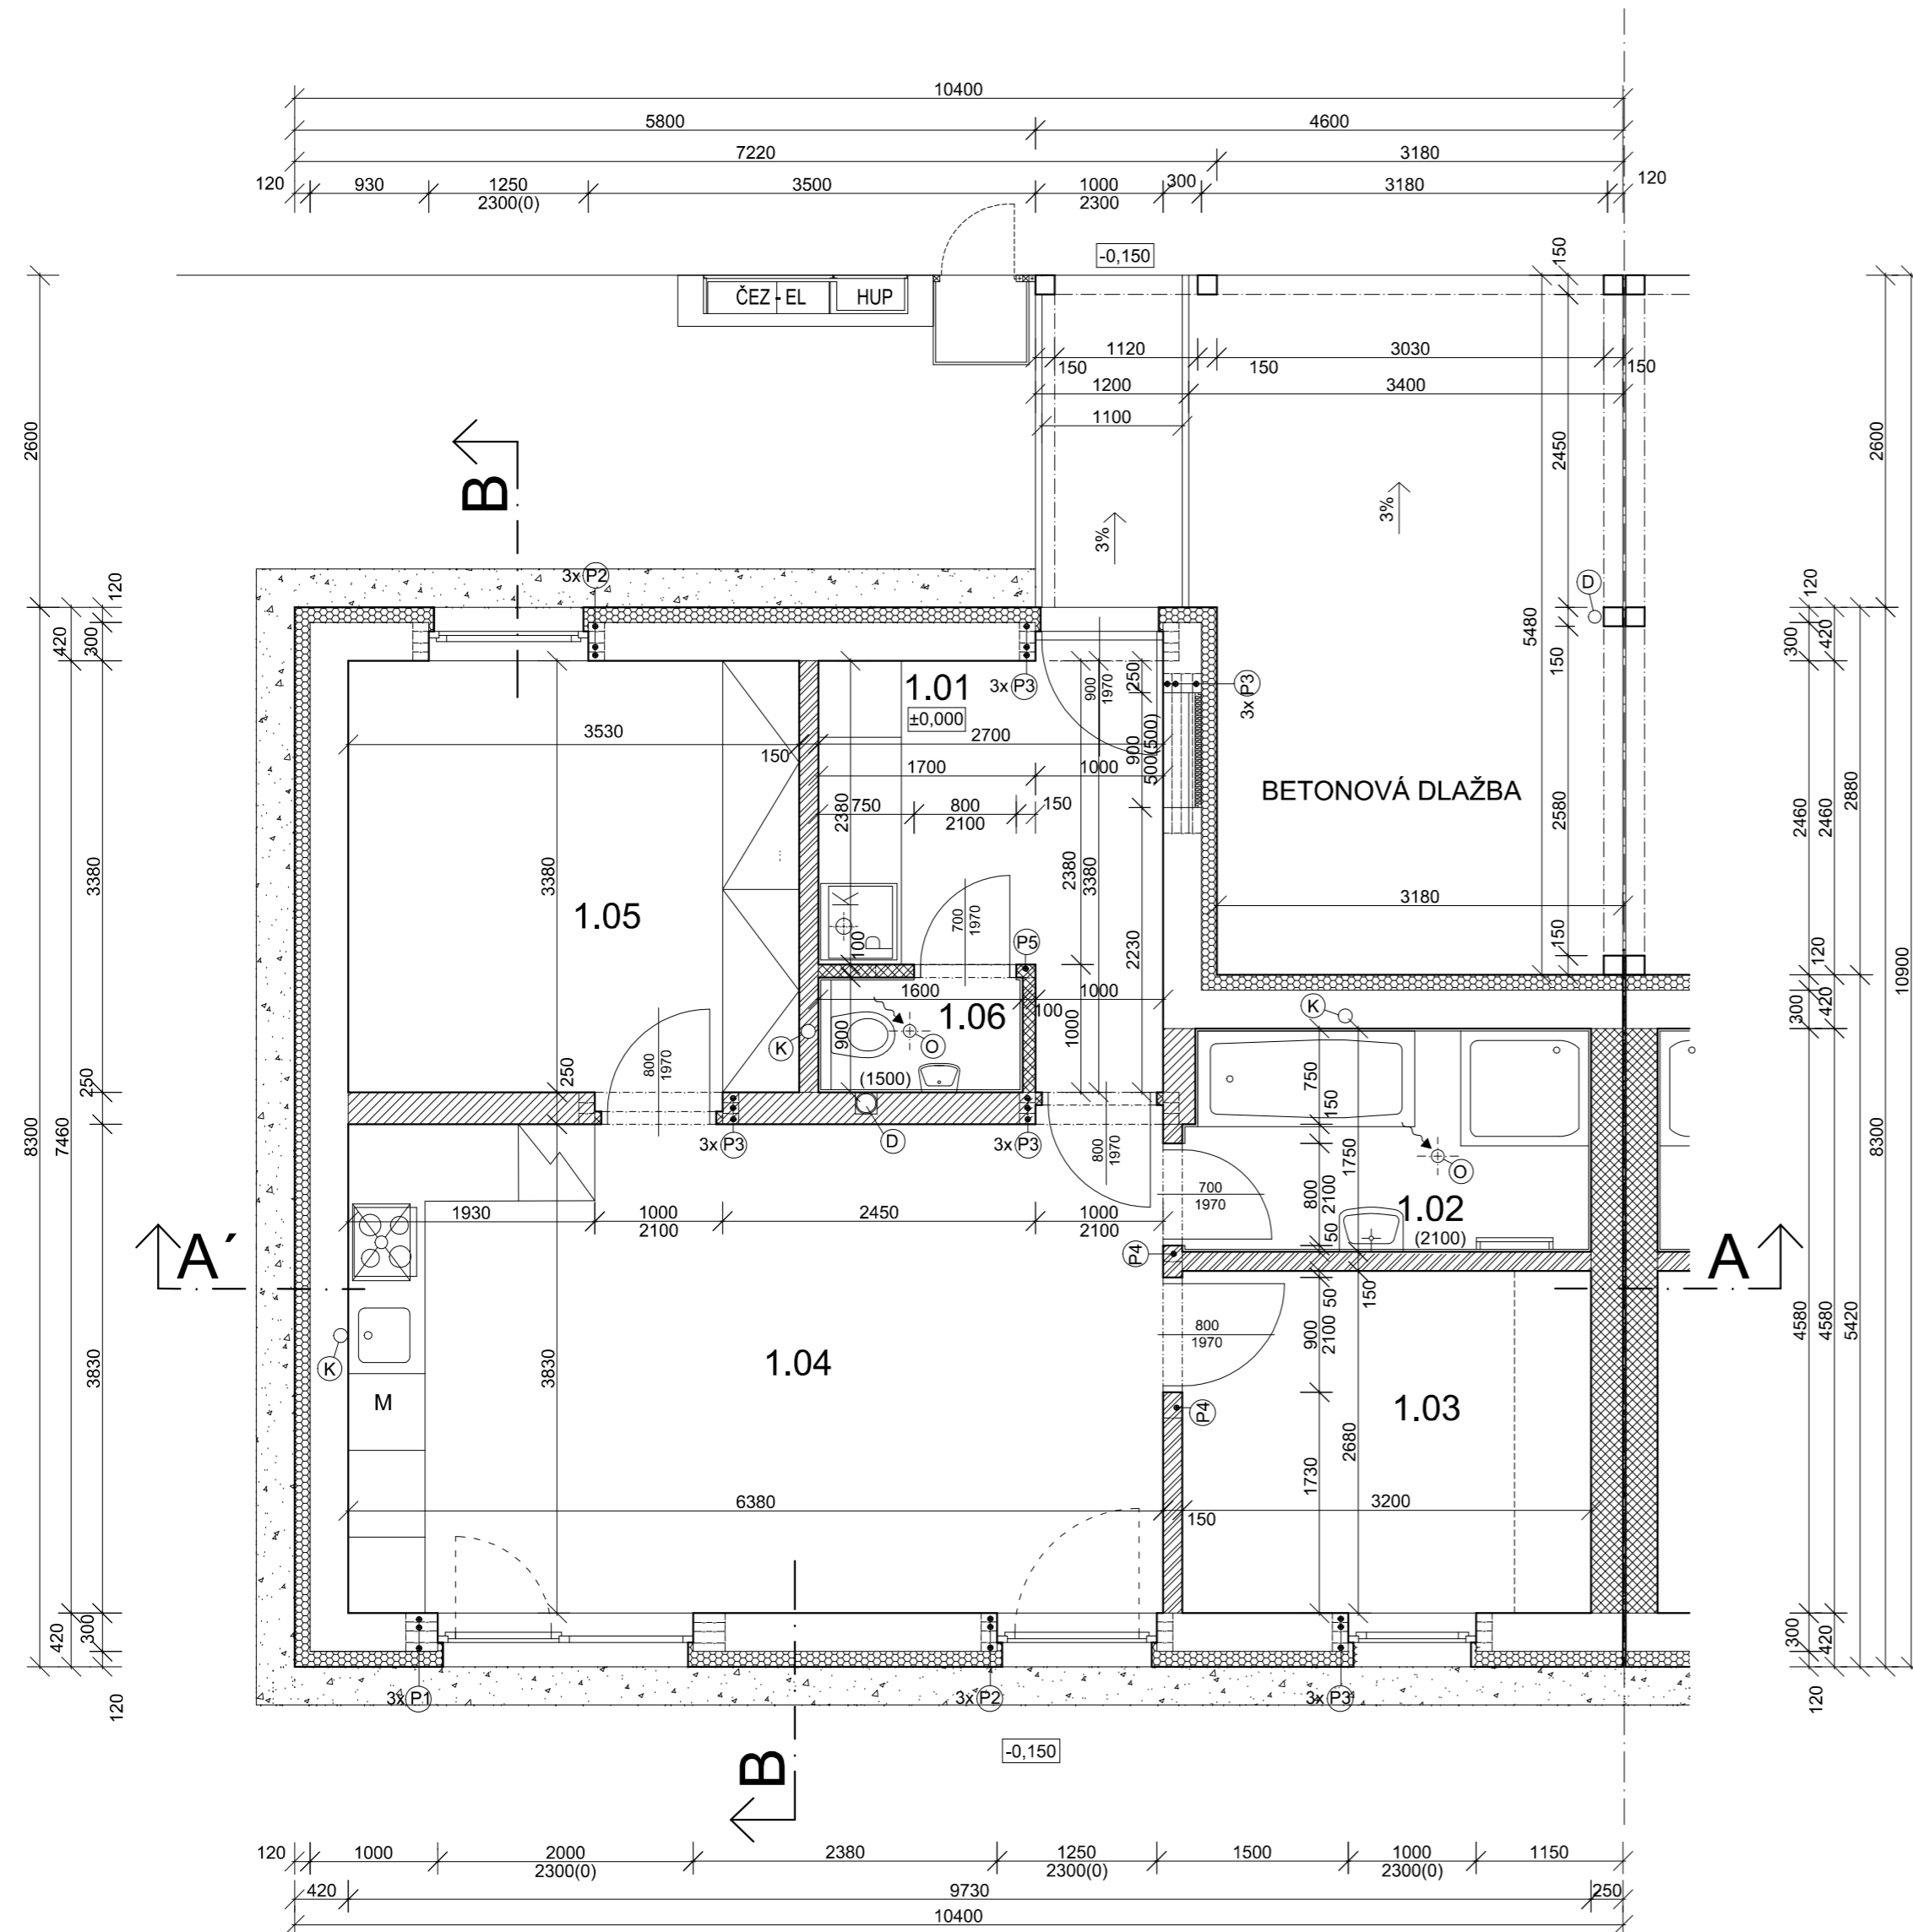 10400
5800 4600
7220 3180
120 930 1250 3500 1000 300 3180 120
2300(0) 2300
-0,150
150
ČEZ - EL HUP
1120 3030
150 150 150
1200 3400
1100
2600 2450 2600
B
3% 3%
120 3x P2 D 120
420 300 5480 150 300 420
1.01
±0,000
3x P3 900 1970 250 3x P3
3530 150 2700
900 500(500)
1700 1000
BETONOVÁ DLAŽBA
2380 750 800 150
2100
3380 3380 2380 3380 2580 2460 2460 2880
K P
1.05
700 1970
3180
100 P5 2230 150 120
1600 1000
100
1.06
K 900 O 1000 K 300 420 10900
(1500)
250 250 800 1970 750 150
3x P3 D 3x P3 800 1970 1750 O
8300 7460 8300
700
1970
800 2100 1.02
1930 1000 2450 1000
2100 2100
50 (2100)
A´ P4 A
150
50
800
1970
900 2100
4580 4580 5420
K 1.04
3830 3830 M
1.03
P4
2680
1730
6380 3200
150
420 300 300 420
3x P1 3x P2 3x P3
120 120
-0,150
B
120 1000 2000 2380 1250 1500 1000 1150
2300(0) 2300(0) 2300(0)
420 9730 250
10400